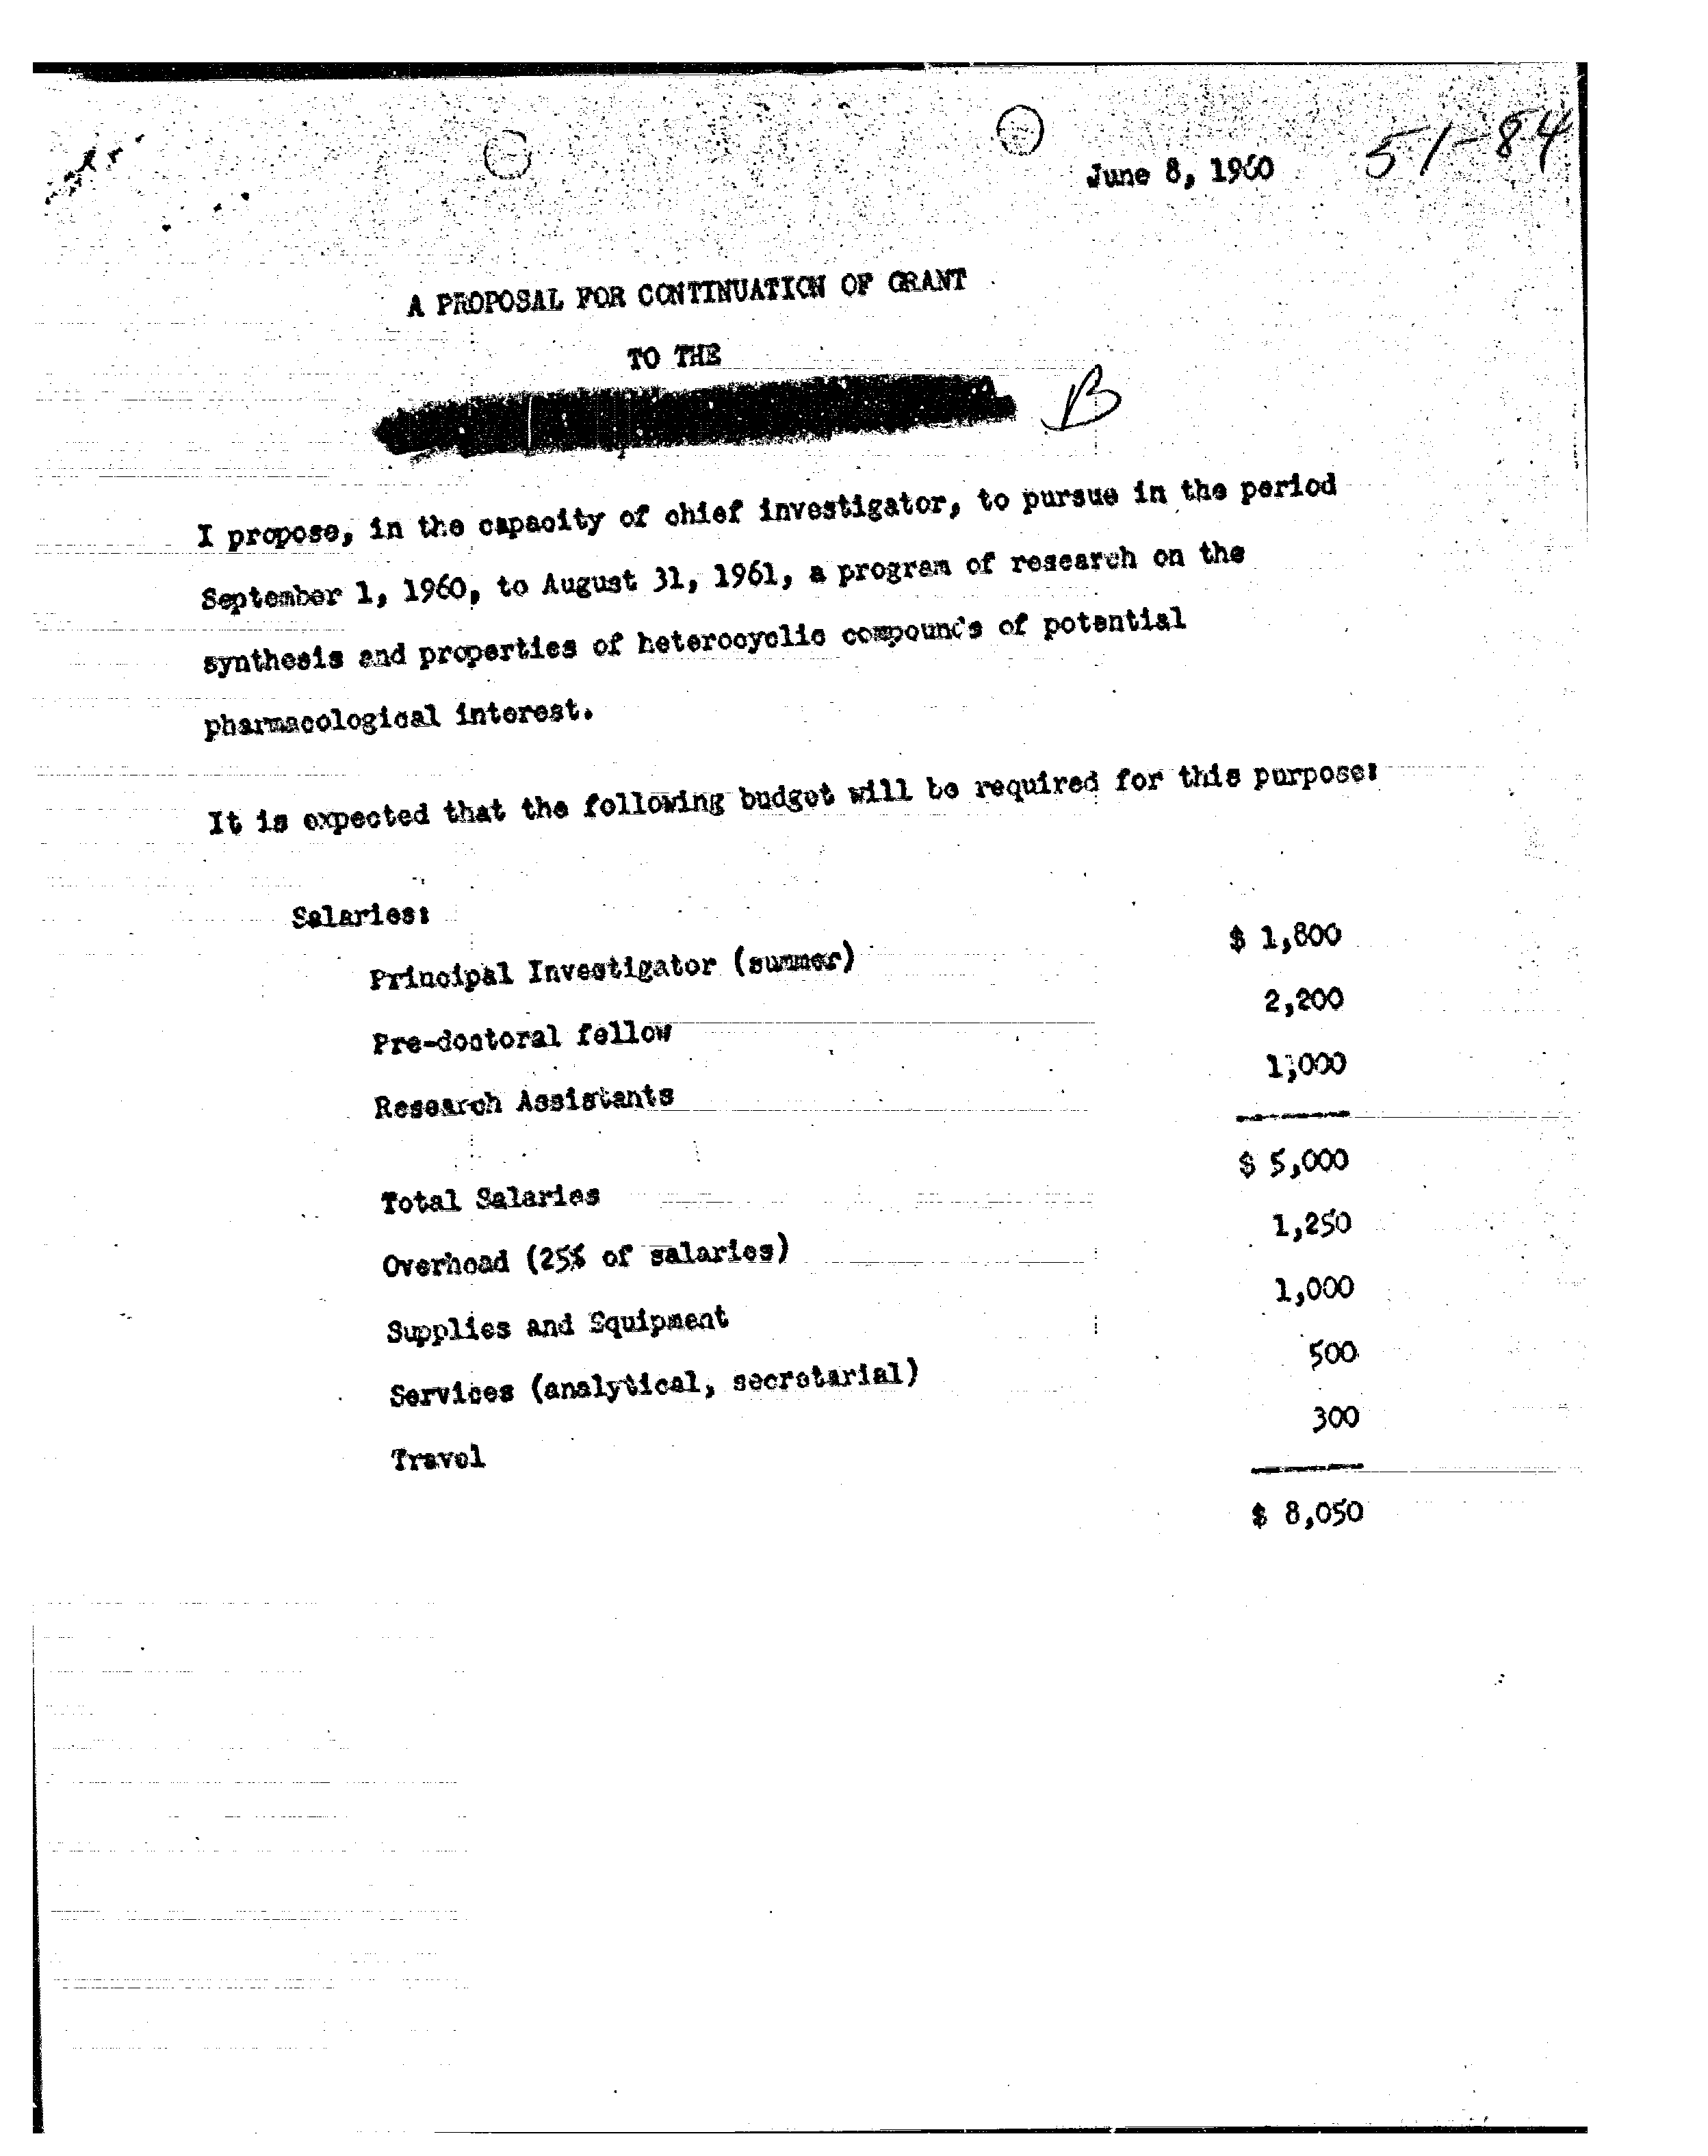 51-84
June 8, 1960
A PROPOSAL FOR CONTINUATION OF GRANT
TO THE
B
I propose, in the capacity of chief investigator, to pursue in the period
September 1, 1960, to August 31, 1961, a program of research on the
synthesis and properties of heterocyclic compounds of potential
pharmacological interest.
It is expected that the following budget will be required for this purpose:
Salaries:
Principal Investigator (summer) $ 1,800
Pre-doctoral fellow 2,200
Research Assistants 1,000
Total Salaries $ 5,000
Overhead (25% of salaries) 1,250
Supplies and Equipment 1,000
Services (analytical, secretarial) 500
Travel 300
$ 8,050